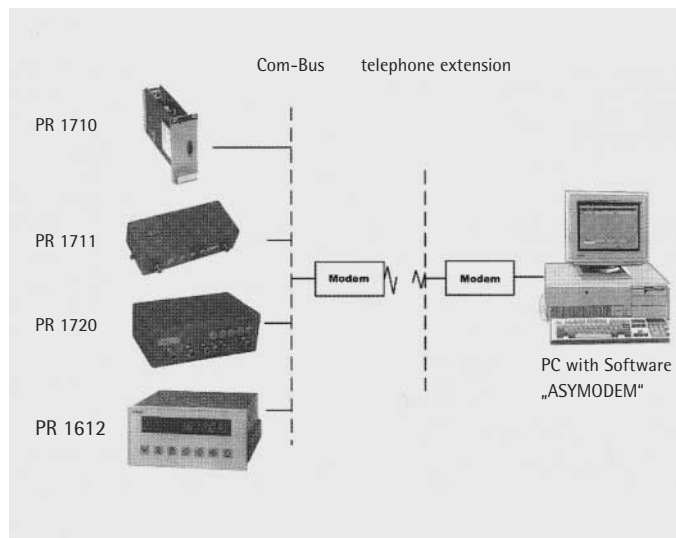 Com-Bus telephone extension
PR 1710
PR 1711
Modem Modem
PR 1720
PC with Software
„ASYMODEM“
PR 1612